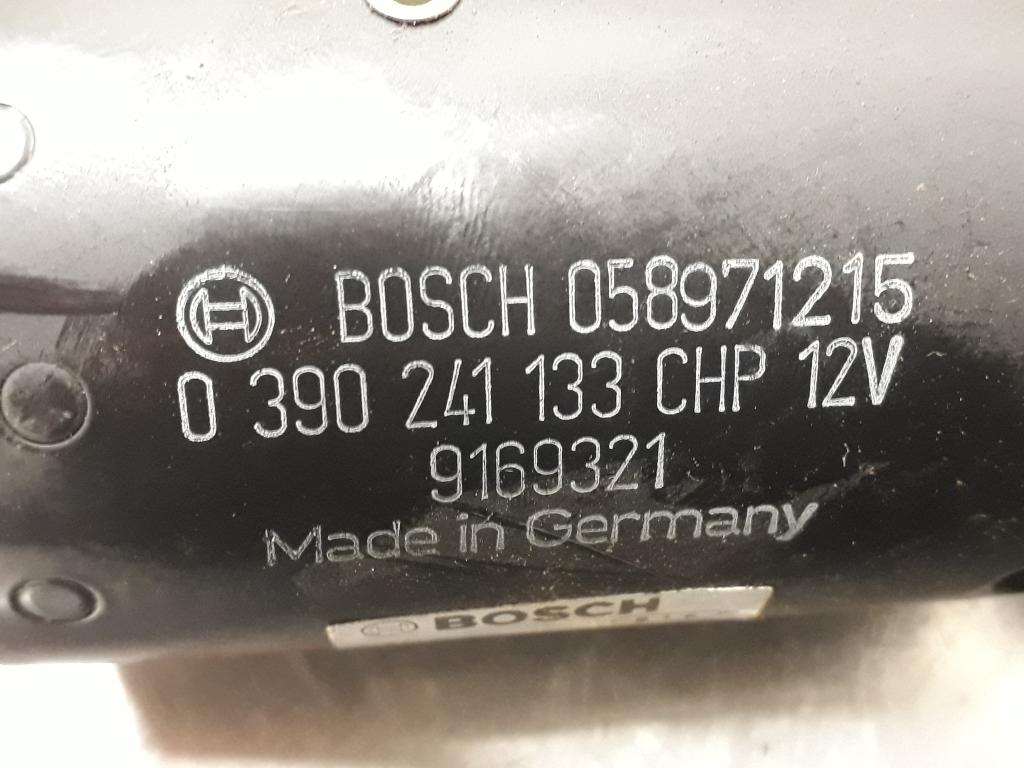 BOSCH 058971215
0 390 241 133 CHP 12V
9169321
Made in Germany
BOSCH